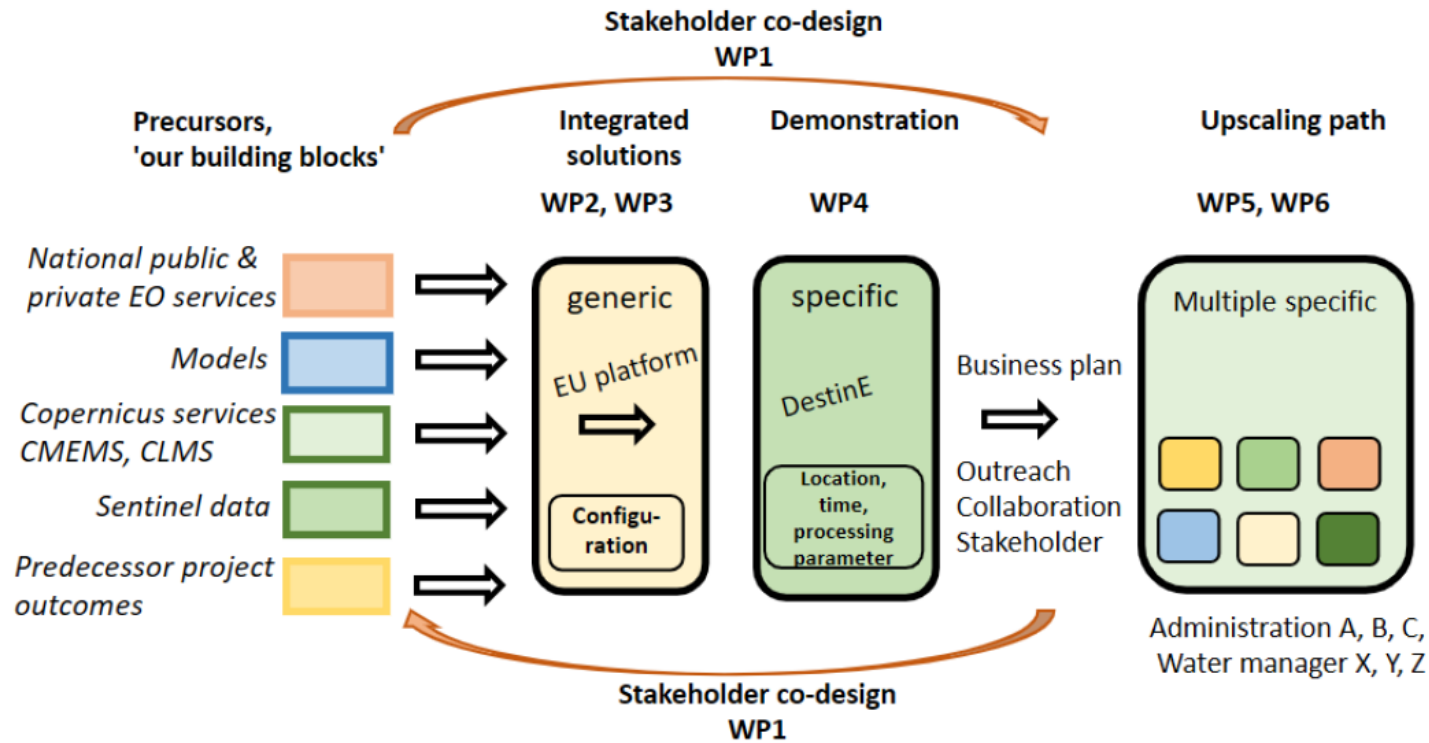 Stakeholder co-design
WP1
Precursors,
'our building blocks'
Integrated
solutions
Demonstration
Upscaling path
WP2, WP3
WP4
WP5, WP6
National public &
private EO services
Models
Copernicus services
CMEMS, CLMS
Sentinel data
Predecessor project
outcomes
generic
EU platform
Configu-
ration
specific
DestinE
Location,
time,
processing
parameter
Business plan
Outreach
Collaboration
Stakeholder
Multiple specific
Administration A, B, C,
Water manager X, Y, Z
Stakeholder co-design
WP1